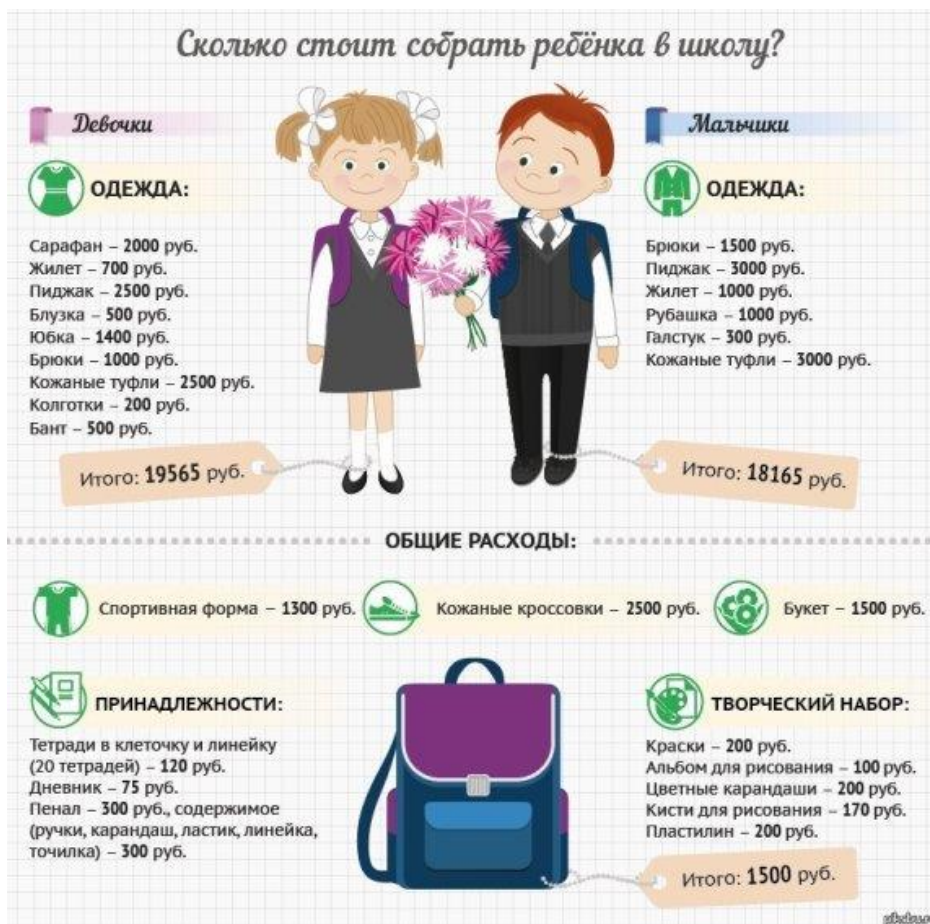 Сколько стоит собрать ребёнка в школу?
Девочки
ОДЕЖДА:
Сарафан – 2000 руб.
Жилет – 700 руб.
Пиджак – 2500 руб.
Блузка – 500 руб.
Юбка – 1400 руб.
Брюки – 1000 руб.
Кожаные туфли – 2500 руб.
Колготки – 200 руб.
Бант – 500 руб.
Итого: 19565 руб.
Мальчики
ОДЕЖДА:
Брюки – 1500 руб.
Пиджак – 3000 руб.
Жилет – 1000 руб.
Рубашка – 1000 руб.
Галстук – 300 руб.
Кожаные туфли – 3000 руб.
Итого: 18165 руб.
ОБЩИЕ РАСХОДЫ:
Спортивная форма – 1300 руб.
Кожаные кроссовки – 2500 руб.
Букет – 1500 руб.
ПРИНАДЛЕЖНОСТИ:
Тетради в клеточку и линейку
(20 тетрадей) – 120 руб.
Дневник – 75 руб.
Пенал – 300 руб., содержимое
(ручки, карандаш, ластик, линейка,
точилка) – 300 руб.
ТВОРЧЕСКИЙ НАБОР:
Краски – 200 руб.
Альбом для рисования – 100 руб.
Цветные карандаши – 200 руб.
Кисти для рисования – 170 руб.
Пластилин – 200 руб.
Итого: 1500 руб.